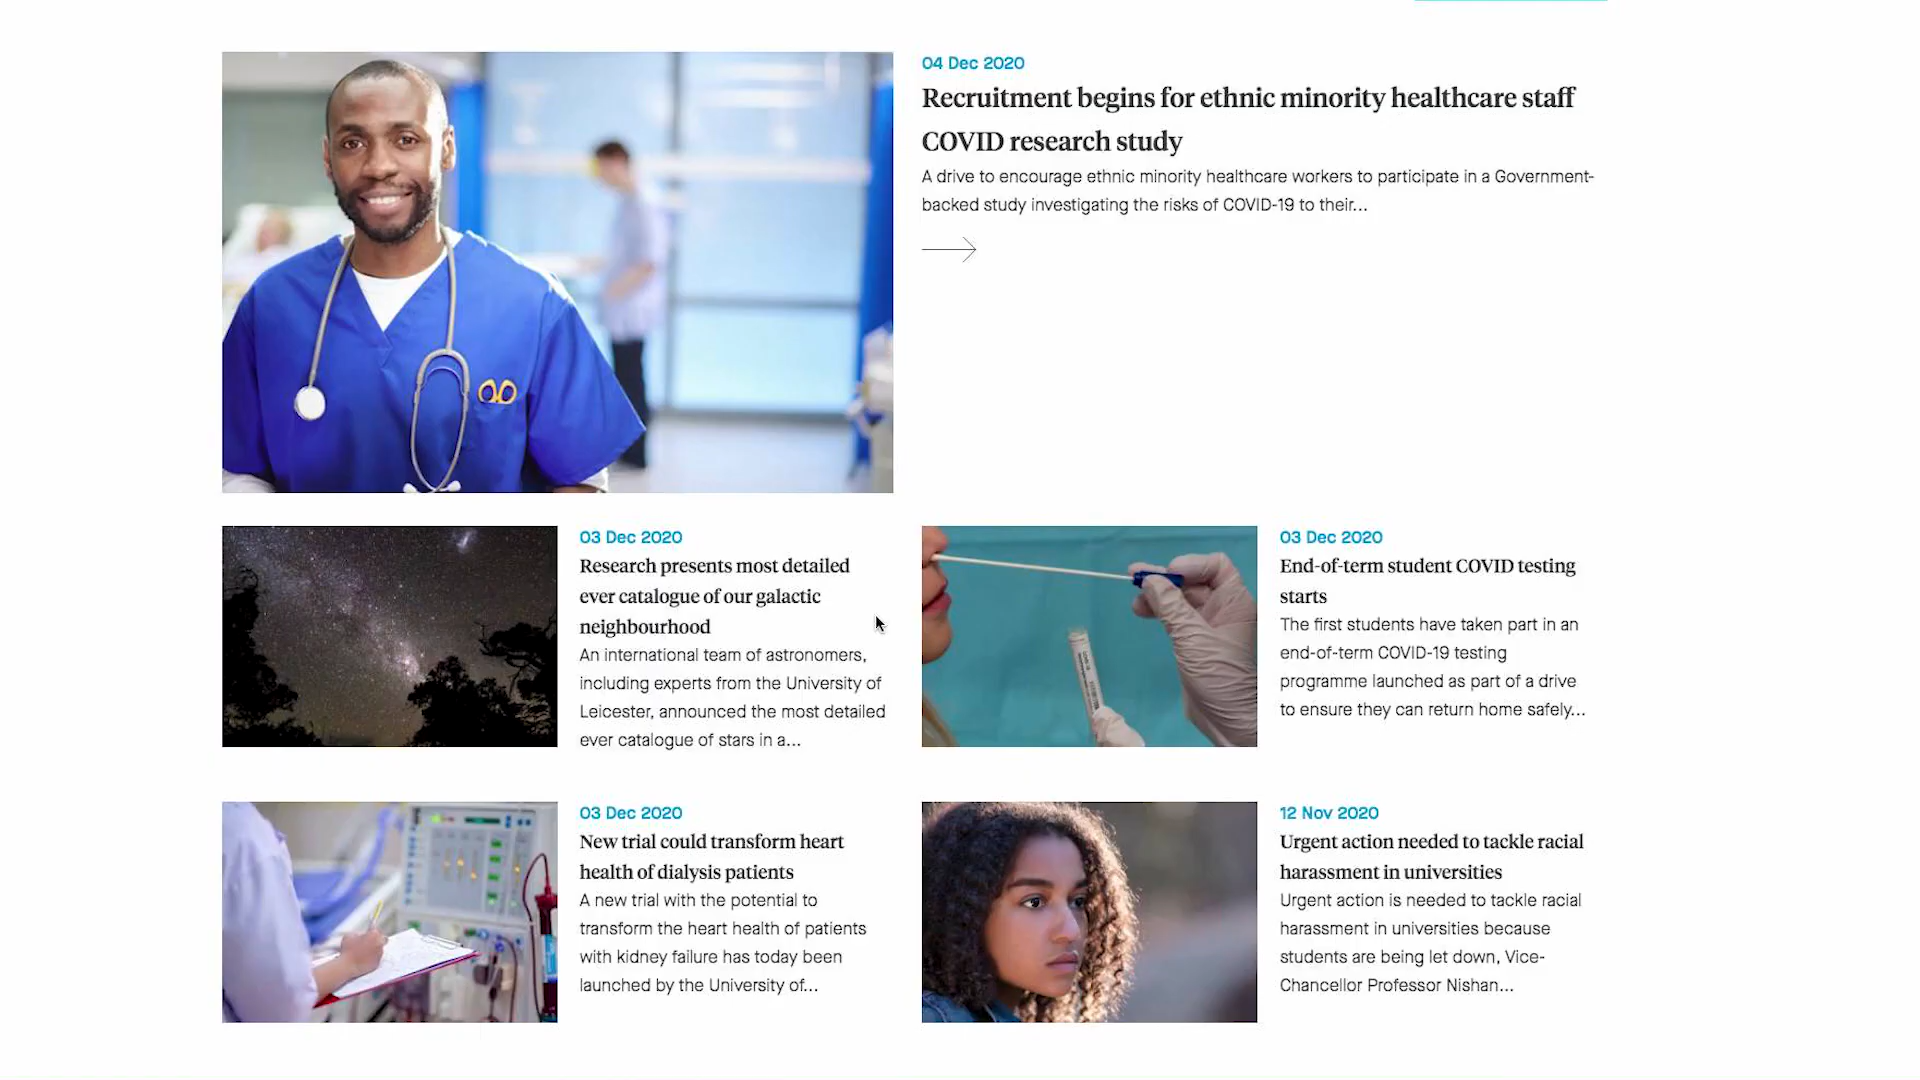 04 Dec 2020
Recruitment begins for ethnic minority healthcare staff
COVID research study
A drive to encourage ethnic minority healthcare workers to participate in a Government-
backed study investigating the risks of COVID-19 to their...
03 Dec 2020
Research presents most detailed
ever catalogue of our galactic
neighbourhood
An international team of astronomers,
including experts from the University of
Leicester, announced the most detailed
ever catalogue of stars in a...
03 Dec 2020
End-of-term student COVID testing
starts
The first students have taken part in an
end-of-term COVID-19 testing
programme launched as part of a drive
to ensure they can return home safely...
03 Dec 2020
New trial could transform heart
health of dialysis patients
A new trial with the potential to
transform the heart health of patients
with kidney failure has today been
launched by the University of...
12 Nov 2020
Urgent action needed to tackle racial
harassment in universities
Urgent action is needed to tackle racial
harassment in universities because
students are being let down, Vice-
Chancellor Professor Nishan...